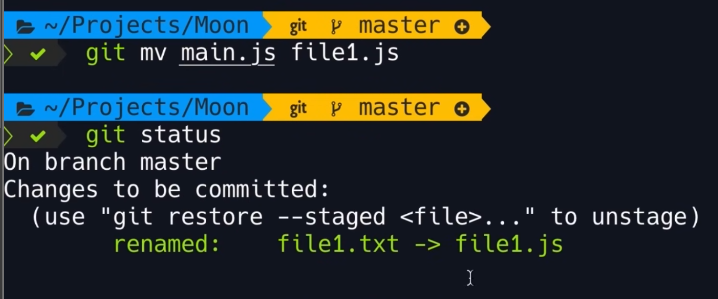 ~/Projects/Moon git master
git mv main.js file1.js
~/Projects/Moon git master
git status
On branch master
Changes to be committed:
(use "git restore --staged <file>..." to unstage)
renamed: file1.txt -> file1.js